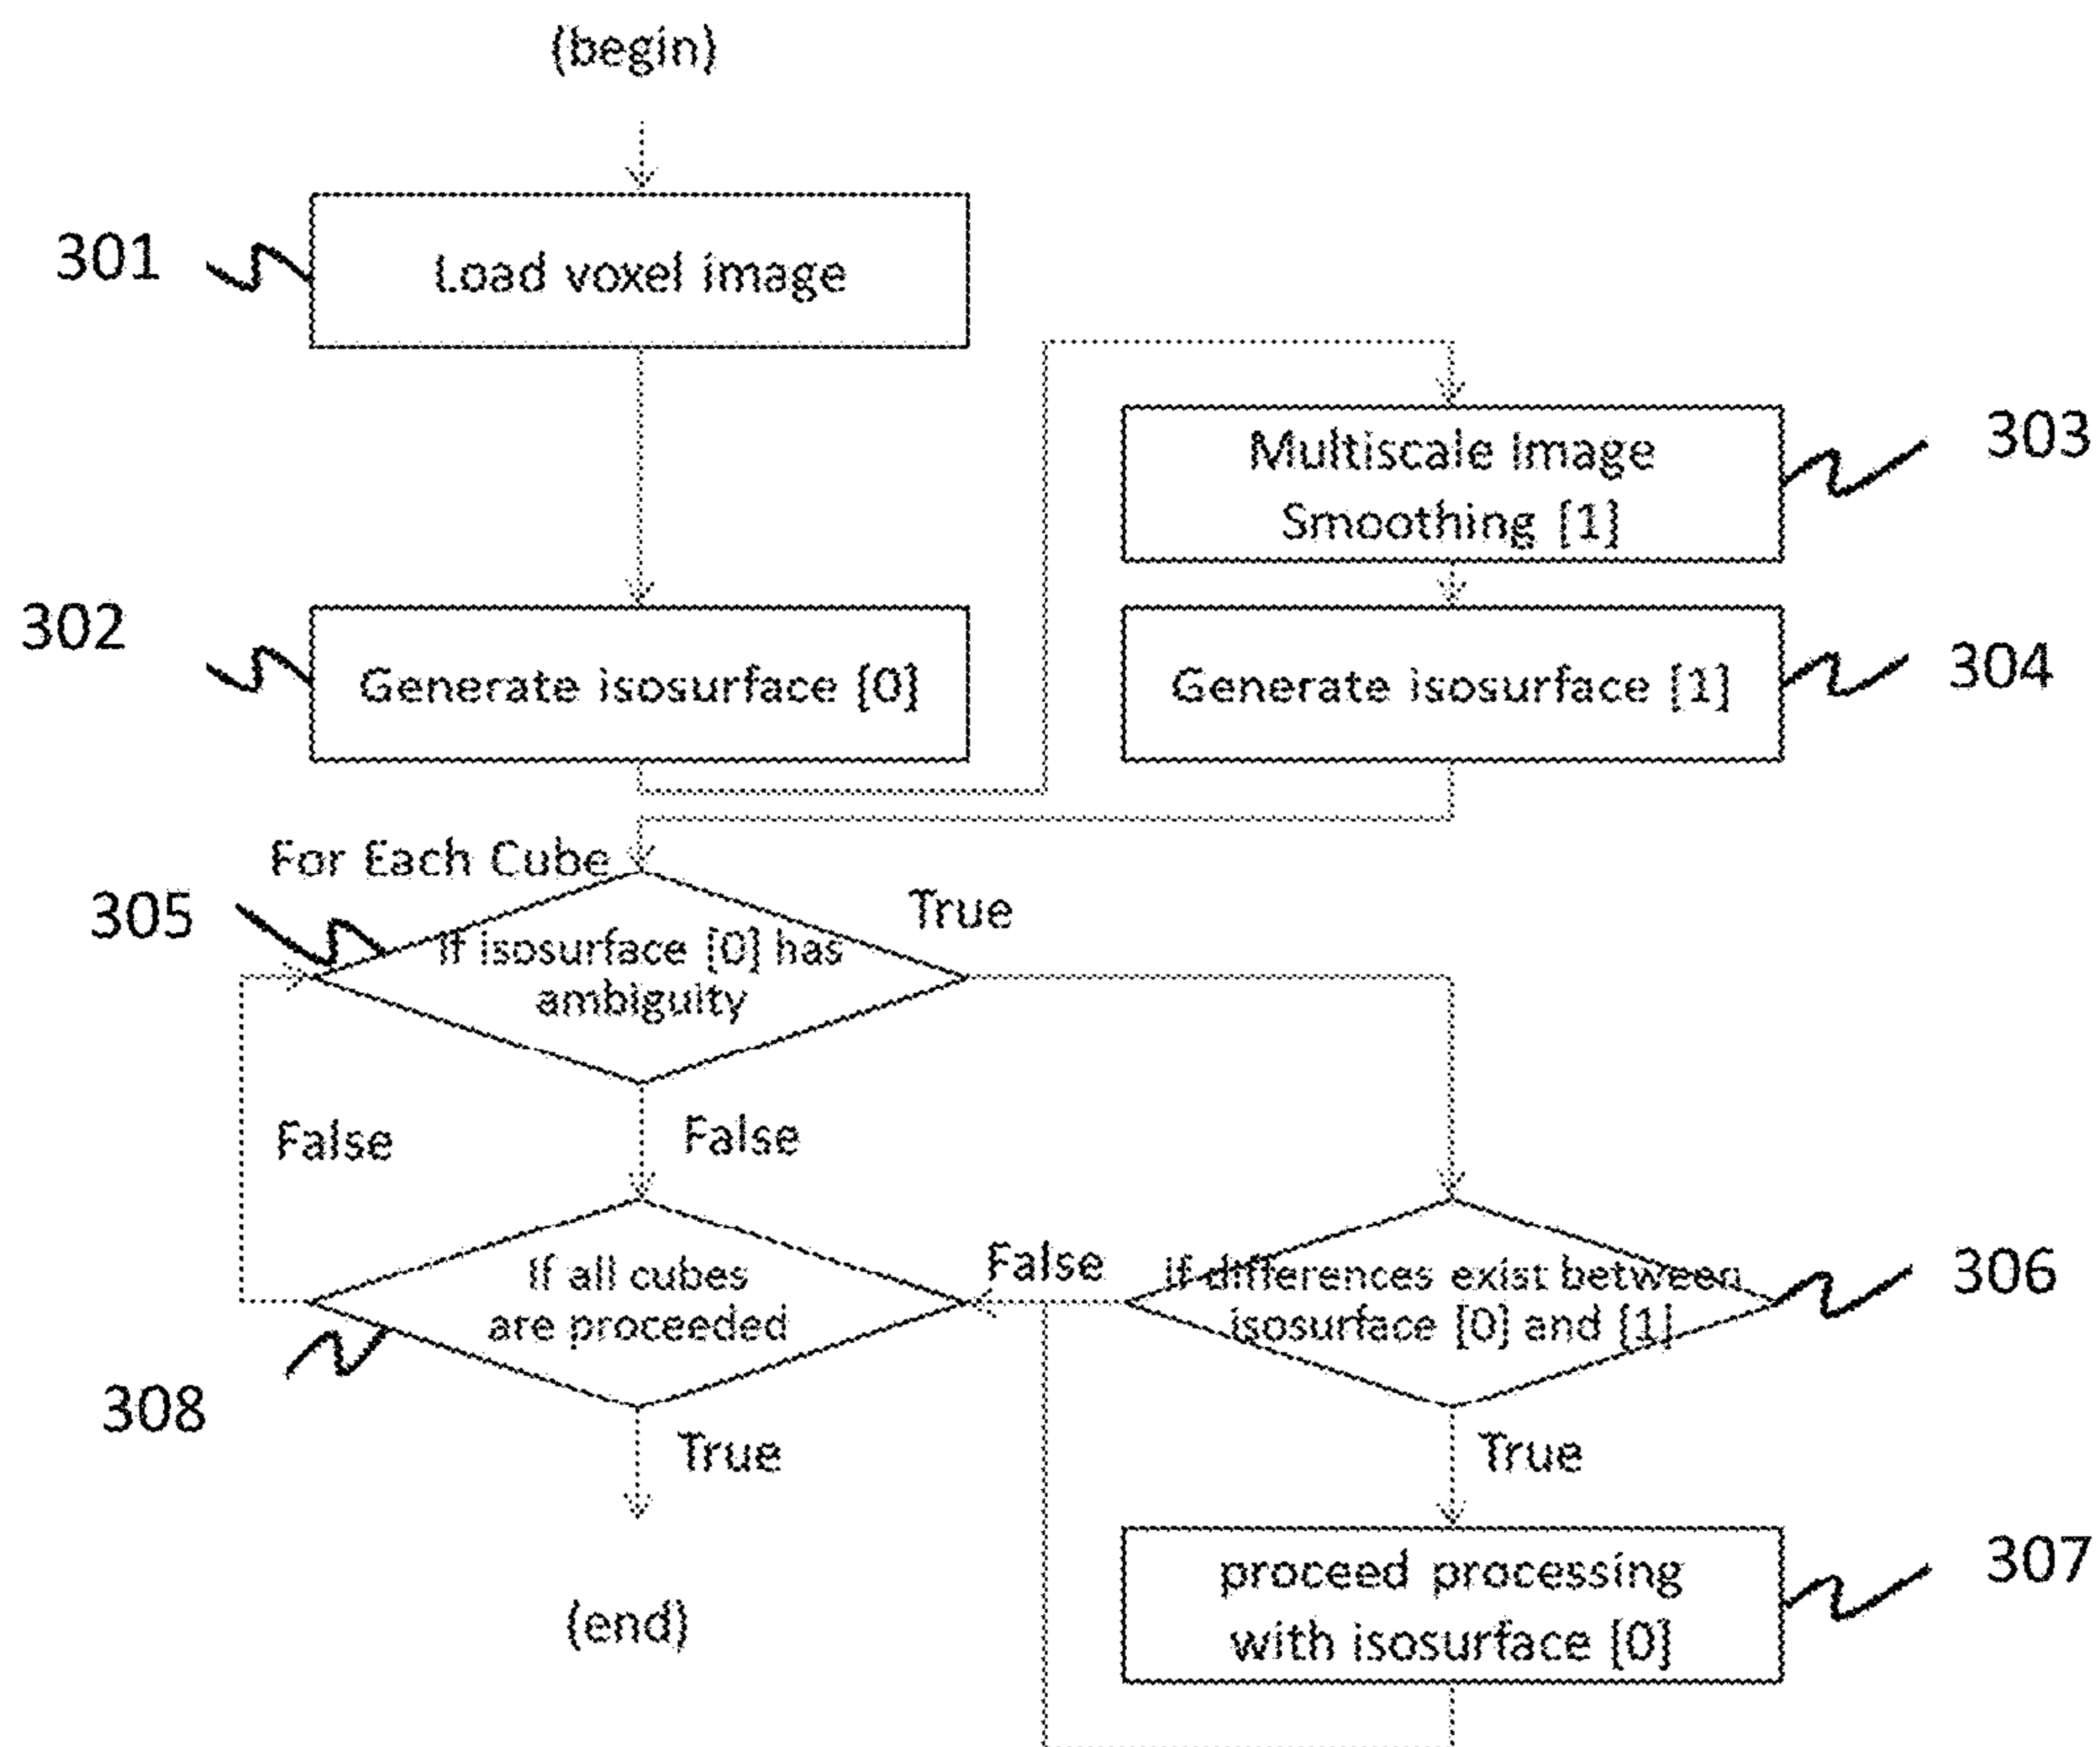 (begin)
301
Load voxel image
303
Multiscale Image
Smoothing [1]
302
Generate isosurface [0]
304
Generate isosurface [1]
For Each Cube
305
True
If isosurface [0] has
ambiguity
False
False
If all cubes
are proceeded
False
If differences exist between
isosurface [0] and [1]
306
308
True
True
307
proceed processing
with isosurface [0]
(end)